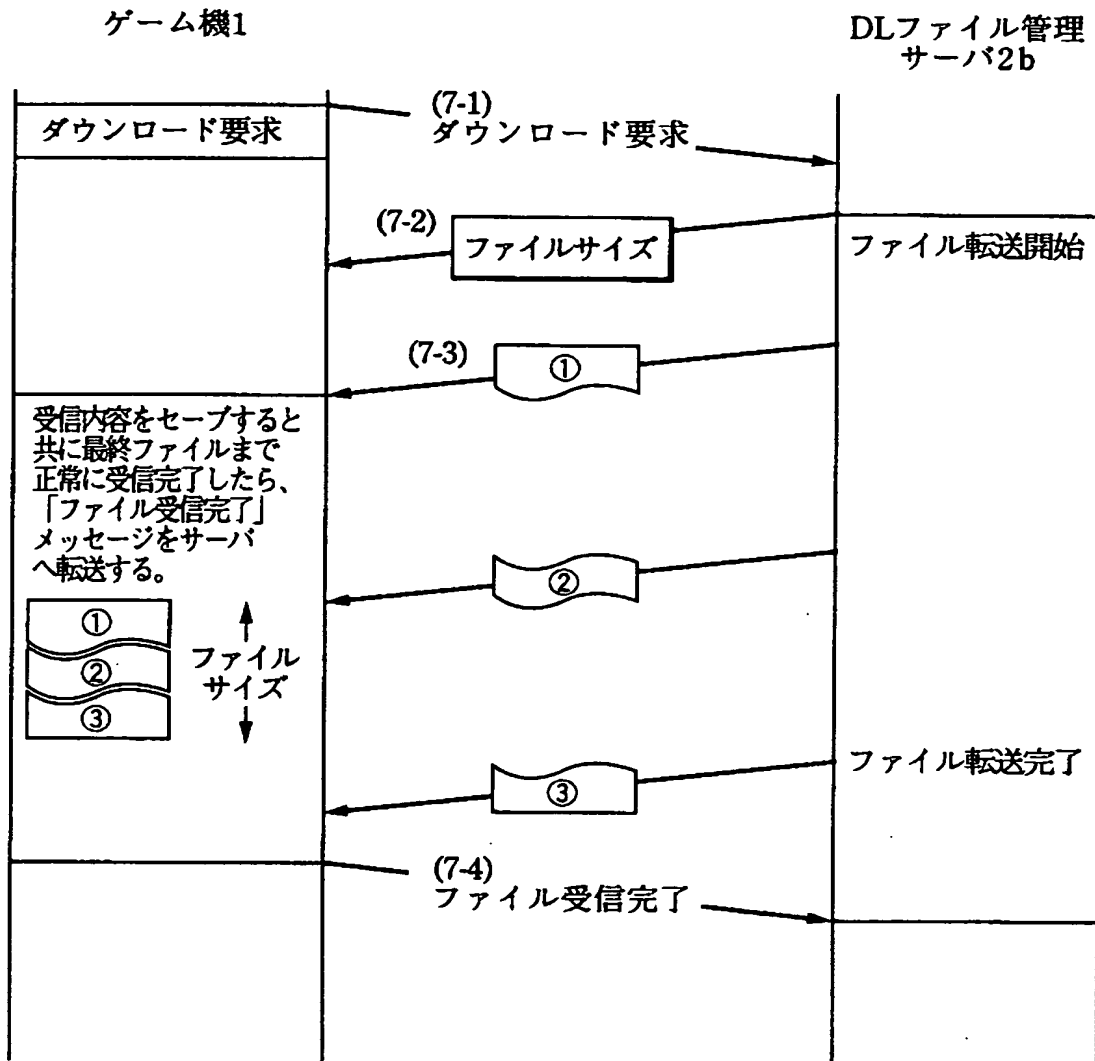 ゲーム機1
DLファイル管理
サーバ2b
(7-1)
ダウンロード要求
ダウンロード要求
(7-2)
ファイルサイズ
ファイル転送開始
(7-3)
①
受信内容をセーブすると
共に最終ファイルまで
正常に受信完了したら、
「ファイル受信完了」
メッセージをサーバ
へ転送する。
②
①
②
③
ファイル
サイズ
ファイル転送完了
③
(7-4)
ファイル受信完了